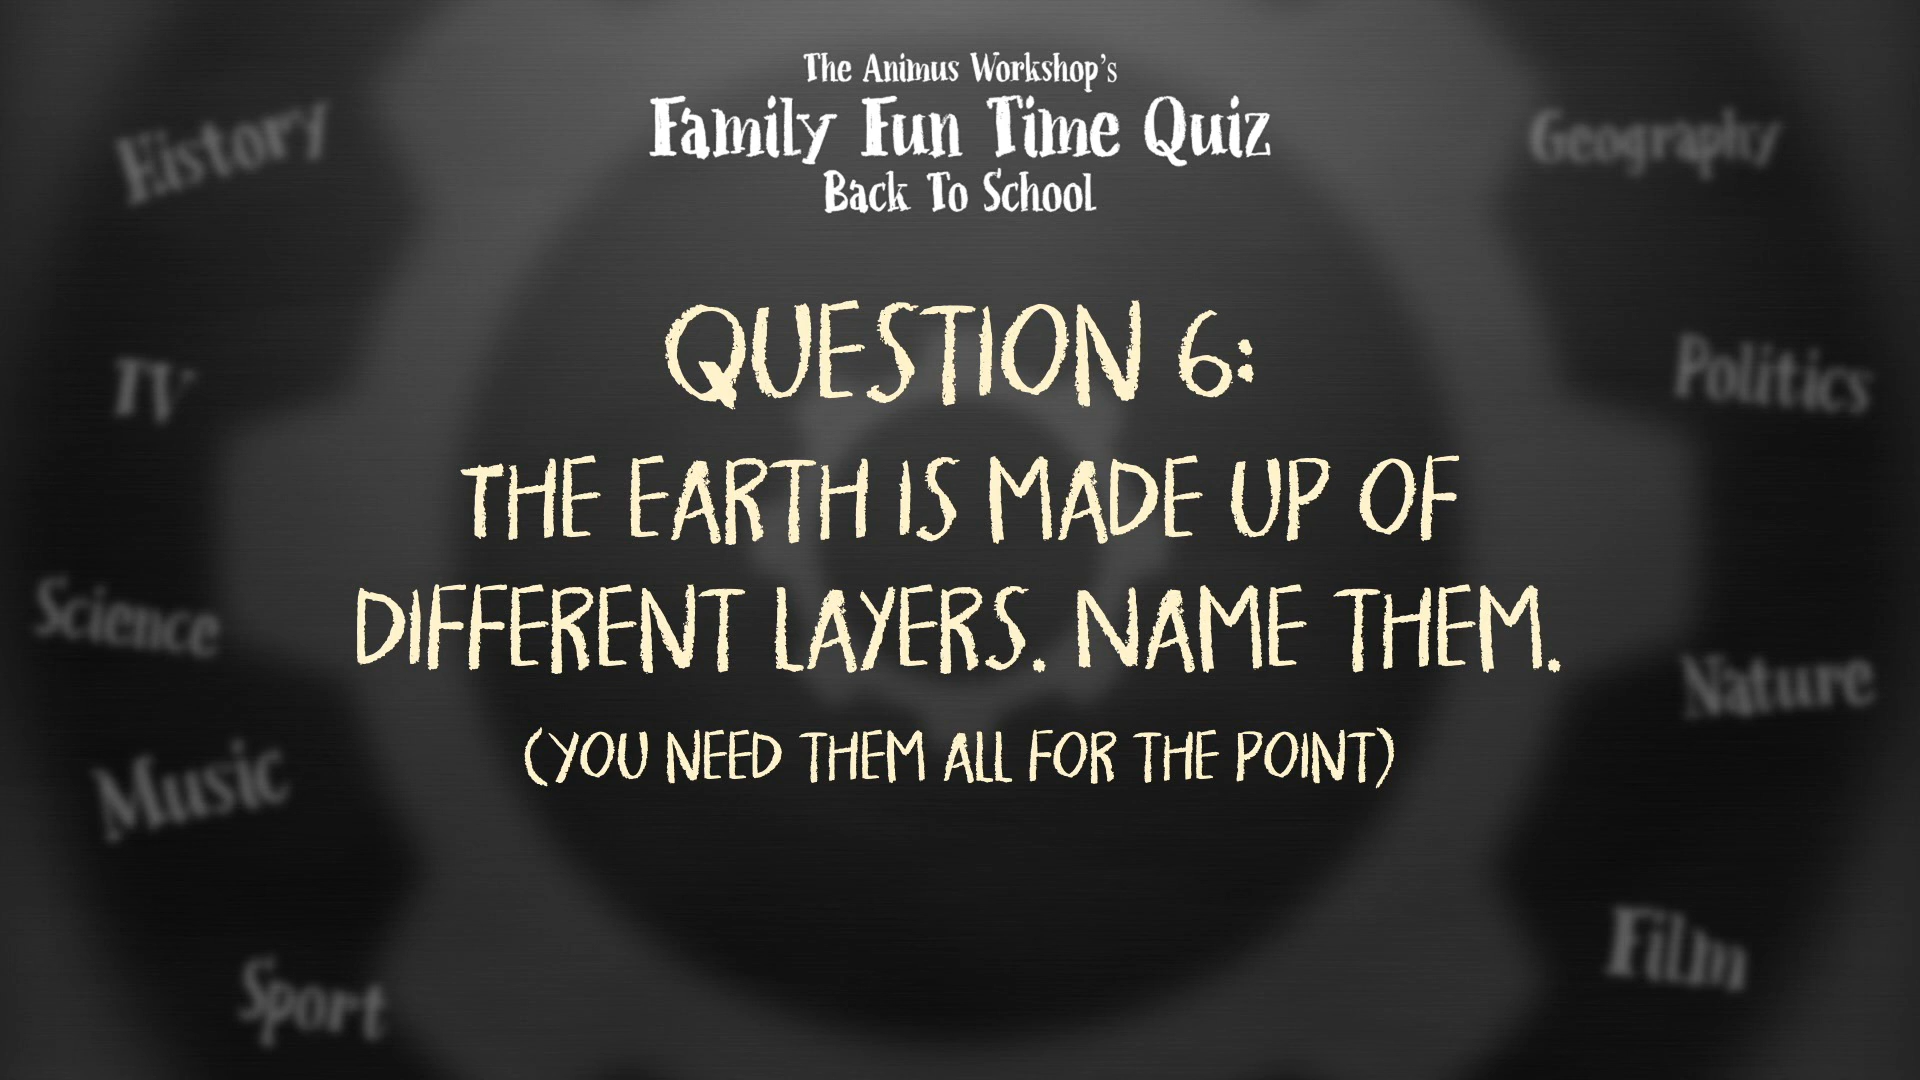 The Animus Workshop's
Family Fun Time Quiz
Back To School
History
Geography
QUESTION 6:
TV
Politics
THE EARTH IS MADE UP OF
DIFFERENT LAYERS. NAME THEM.
Science
Nature
(YOU NEED THEM ALL FOR THE POINT)
Music
Film
Sport